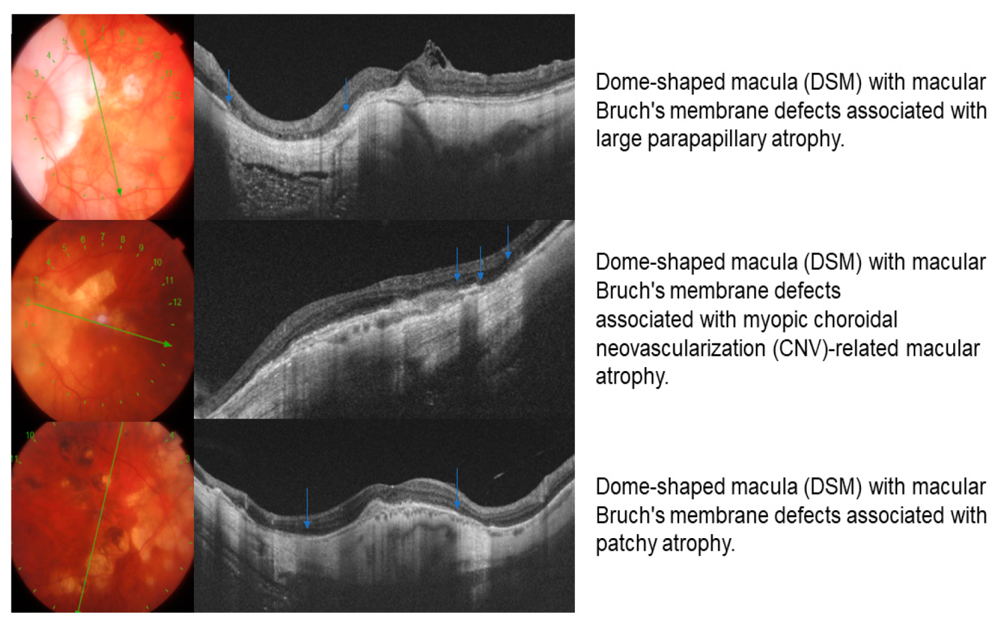 6 7 8
5 9
4 10
3 11
2 12
1
Dome-shaped macula (DSM) with macular
Bruch's membrane defects associated with
large parapapillary atrophy.
6 7 8
5 9
4 10
3 11
2 12
1
Dome-shaped macula (DSM) with macular
Bruch's membrane defects
associated with myopic choroidal
neovascularization (CNV)-related macular
atrophy.
10 4
11 3
Dome-shaped macula (DSM) with macular
Bruch's membrane defects associated with
patchy atrophy.